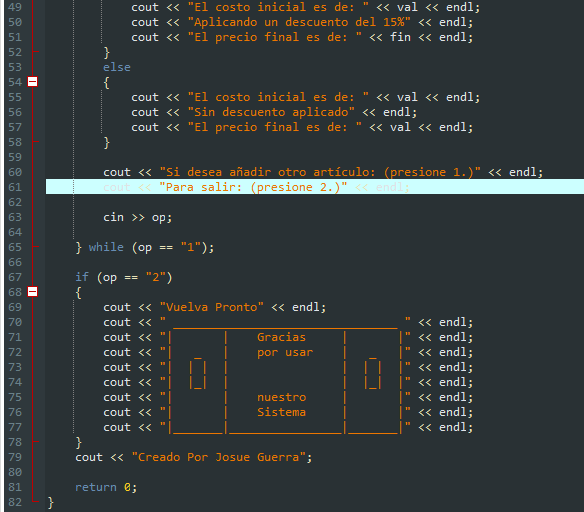 49 cout << "El costo inicial es de: " << val << endl;
50 cout << "Aplicando un descuento del 15%" << endl;
51 cout << "El precio final es de: " << fin << endl;
52 }
53 else
54 {
55 cout << "El costo inicial es de: " << val << endl;
56 cout << "Sin descuento aplicado" << endl;
57 cout << "El precio final es de: " << val << endl;
58 }
59
60 cout << "Si desea añadir otro artículo: (presione 1.)" << endl;
61 cout << "Para salir: (presione 2.)" << endl;
62
63 cin >> op;
64
65 } while (op == "1");
66
67 if (op == "2")
68 {
69 cout << "Vuelva Pronto" << endl;
70 cout << " ________________________________ " << endl;
71 cout << "|       |    Gracias     |       |" << endl;
72 cout << "|   _   |    por usar    |   _   |" << endl;
73 cout << "|  | |  |                |  | |  |" << endl;
74 cout << "|  |_|  |                |  |_|  |" << endl;
75 cout << "|       |    nuestro     |       |" << endl;
76 cout << "|       |    Sistema     |       |" << endl;
77 cout << "|_______|________________|_______|" << endl;
78 }
79 cout << "Creado Por Josue Guerra";
80
81 return 0;
82 }